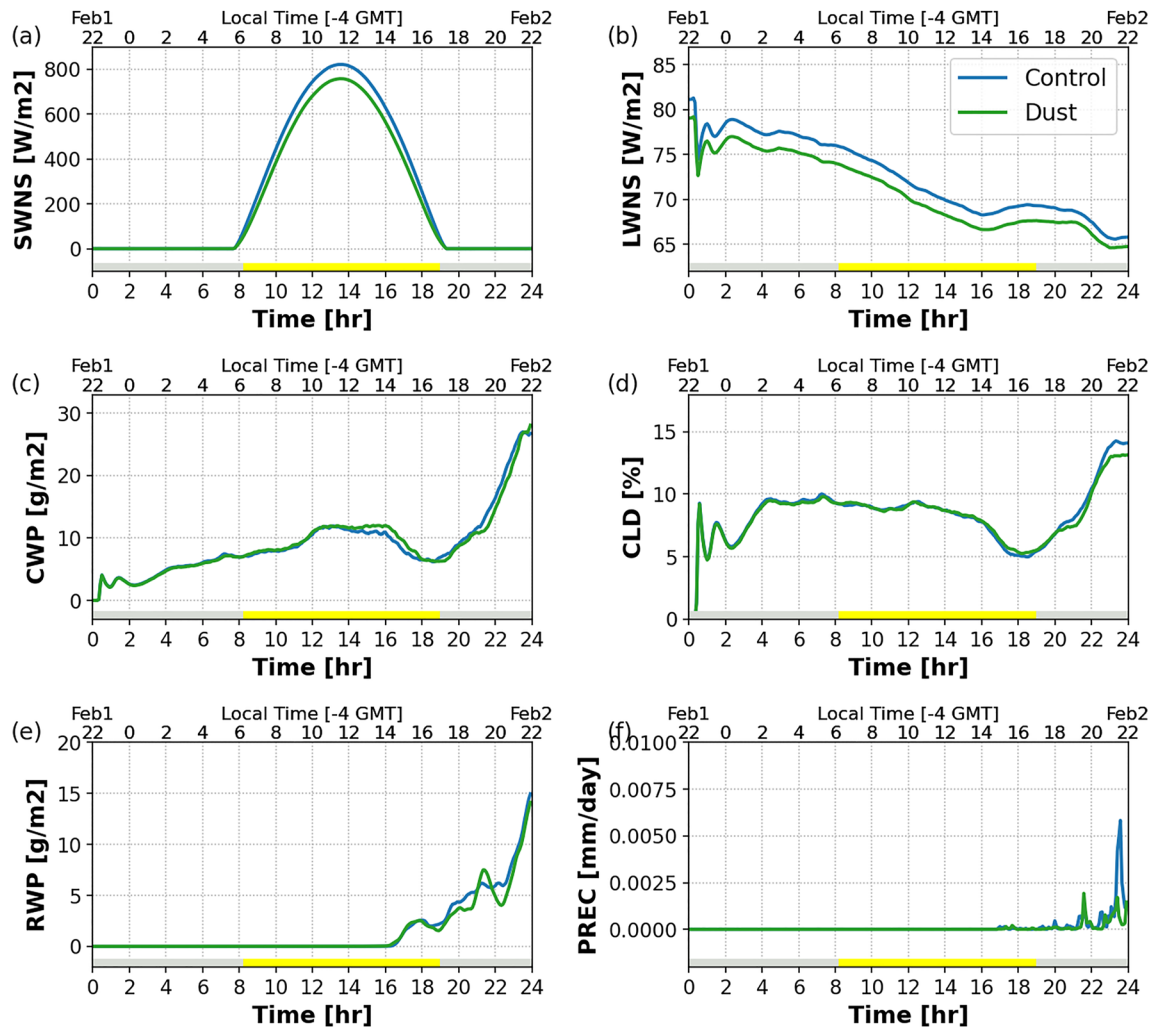 Feb1 Local Time [-4 GMT] Feb2
(a) 22 0 2 4 6 8 10 12 14 16 18 20 22
SWNS [W/m2]
800
600
400
200
0
0 2 4 6 8 10 12 14 16 18 20 22 24
Time [hr]
Feb1 Local Time [-4 GMT] Feb2
(b) 22 0 2 4 6 8 10 12 14 16 18 20 22
LWNS [W/m2]
85
80
75
70
65
Control
Dust
0 2 4 6 8 10 12 14 16 18 20 22 24
Time [hr]
Feb1 Local Time [-4 GMT] Feb2
(c) 22 0 2 4 6 8 10 12 14 16 18 20 22
CWP [g/m2]
30
20
10
0
0 2 4 6 8 10 12 14 16 18 20 22 24
Time [hr]
Feb1 Local Time [-4 GMT] Feb2
(d) 22 0 2 4 6 8 10 12 14 16 18 20 22
CLD [%]
15
10
5
0
0 2 4 6 8 10 12 14 16 18 20 22 24
Time [hr]
Feb1 Local Time [-4 GMT] Feb2
(e) 22 0 2 4 6 8 10 12 14 16 18 20 22
RWP [g/m2]
20
15
10
5
0
0 2 4 6 8 10 12 14 16 18 20 22 24
Time [hr]
Feb1 Local Time [-4 GMT] Feb2
(f) 22 0 2 4 6 8 10 12 14 16 18 20 22
PREC [mm/day]
0.0100
0.0075
0.0050
0.0025
0.0000
0 2 4 6 8 10 12 14 16 18 20 22 24
Time [hr]